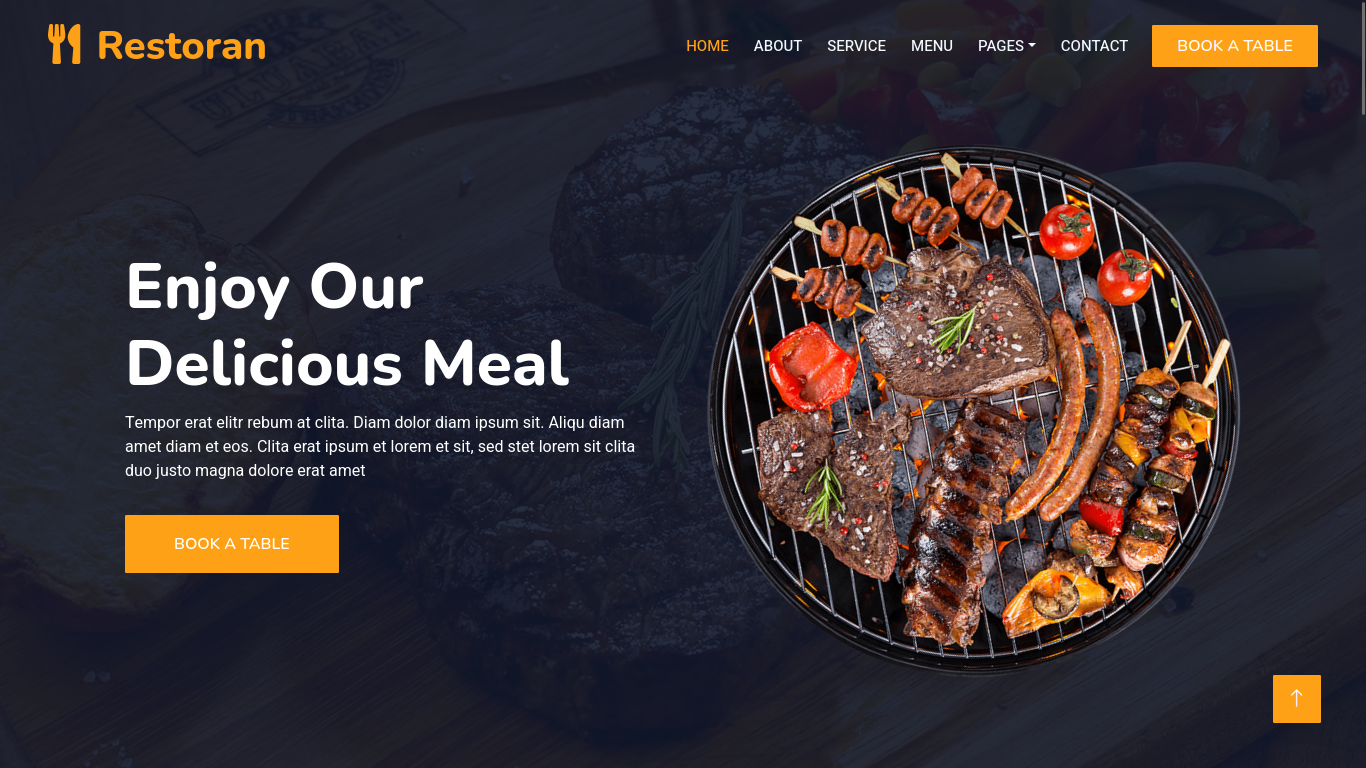 Restoran
HOME ABOUT SERVICE MENU PAGES CONTACT BOOK A TABLE
Enjoy Our
Delicious Meal
Tempor erat elitr rebum at clita. Diam dolor diam ipsum sit. Aliqu diam
amet diam et eos. Clita erat ipsum et lorem et sit, sed stet lorem sit clita
duo justo magna dolore erat amet
BOOK A TABLE